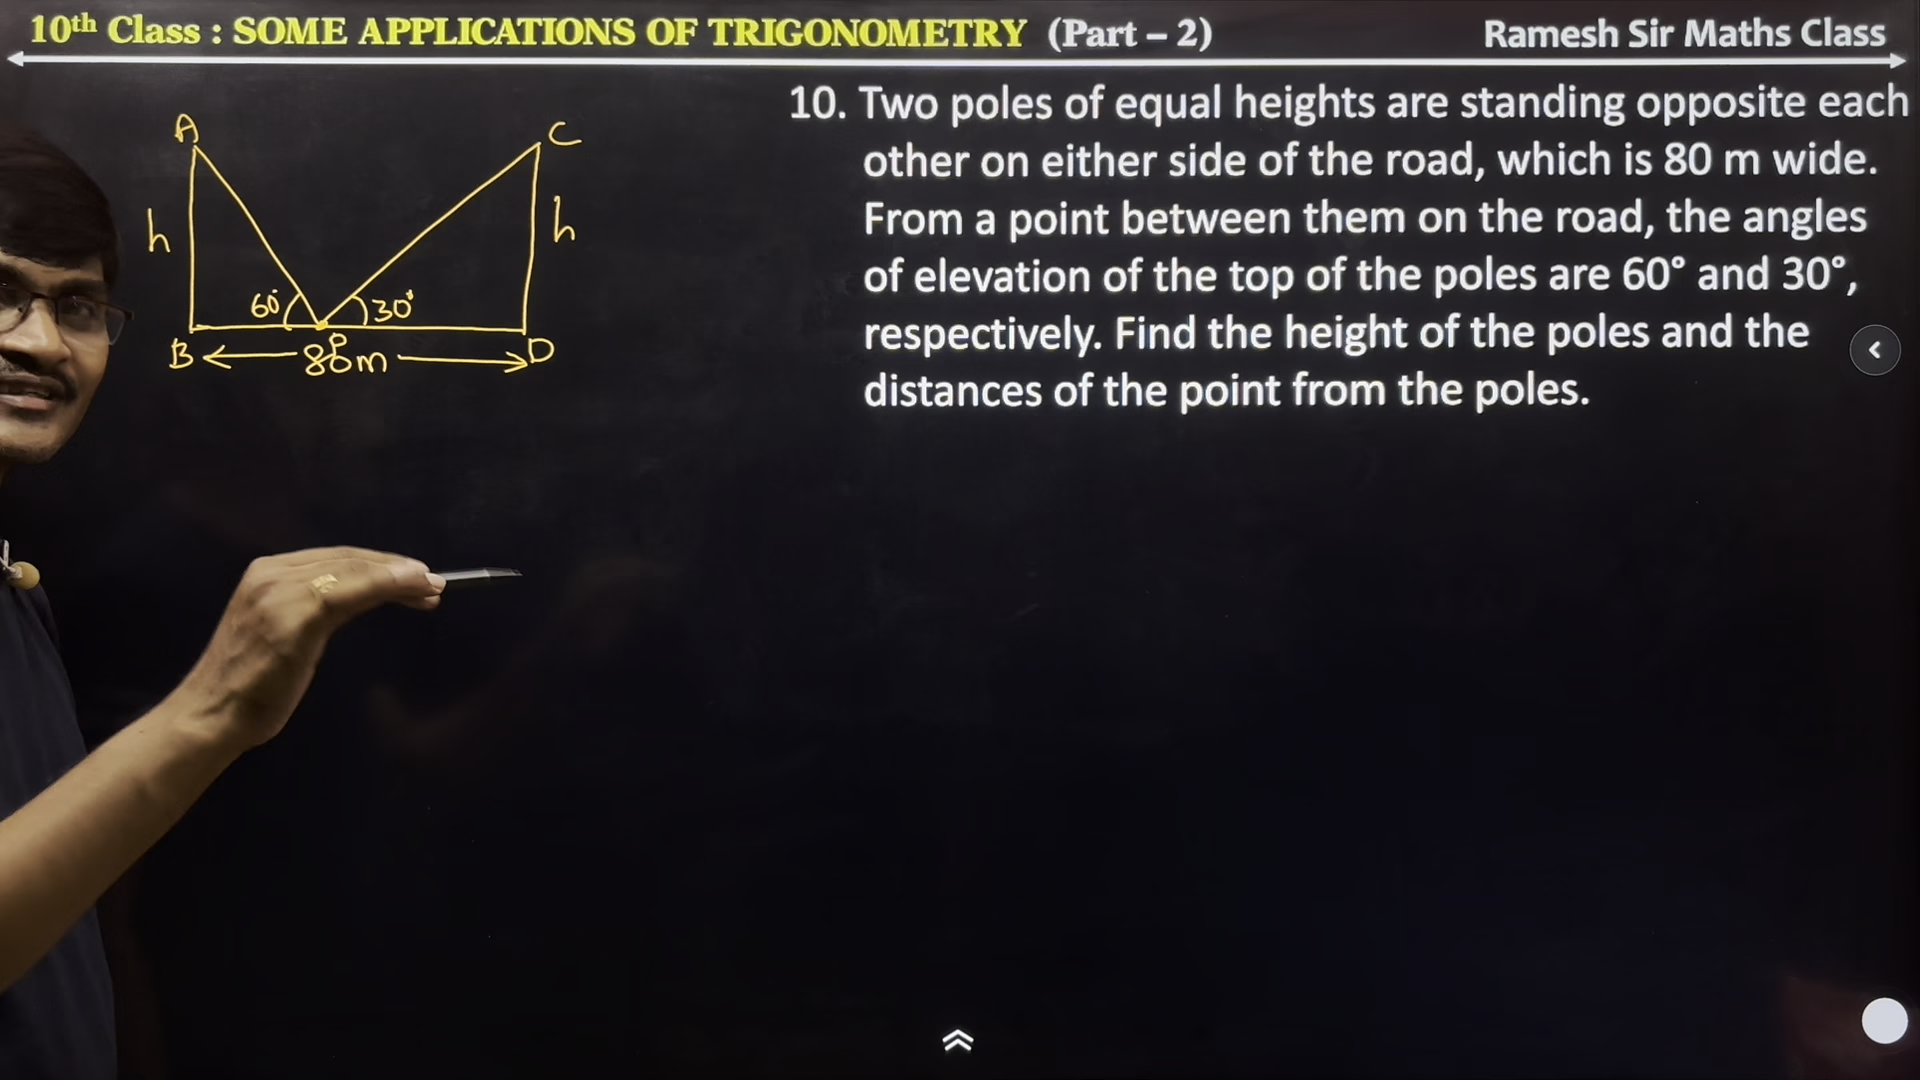 10th Class : SOME APPLICATIONS OF TRIGONOMETRY (Part – 2) Ramesh Sir Maths Class
10. Two poles of equal heights are standing opposite each
other on either side of the road, which is 80 m wide.
From a point between them on the road, the angles
of elevation of the top of the poles are 60° and 30°,
respectively. Find the height of the poles and the
distances of the point from the poles.
A C
h h
60° 30°
P
B 80m D